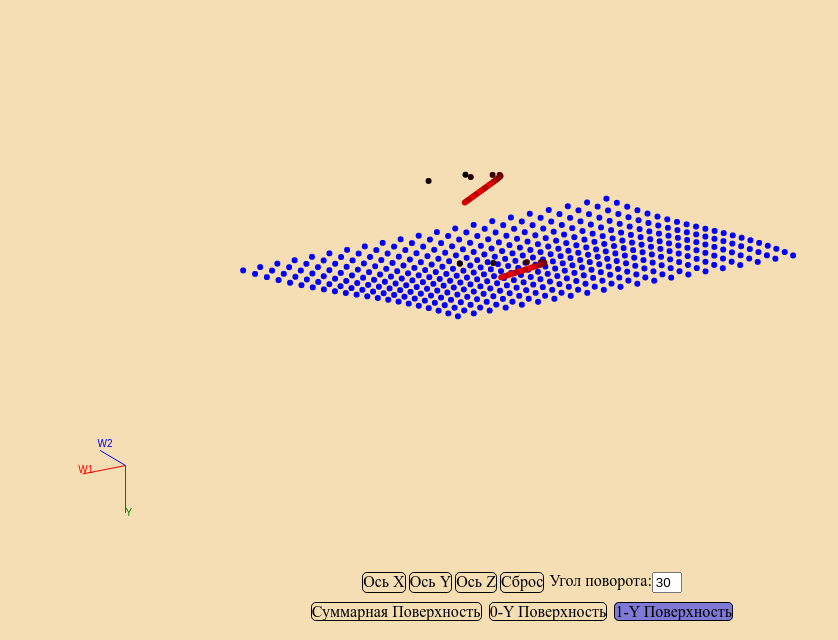 W2
W1
Y
Ось X Ось Y Ось Z Сброс Угол поворота: 30
Суммарная Поверхность 0-Y Поверхность 1-Y Поверхность